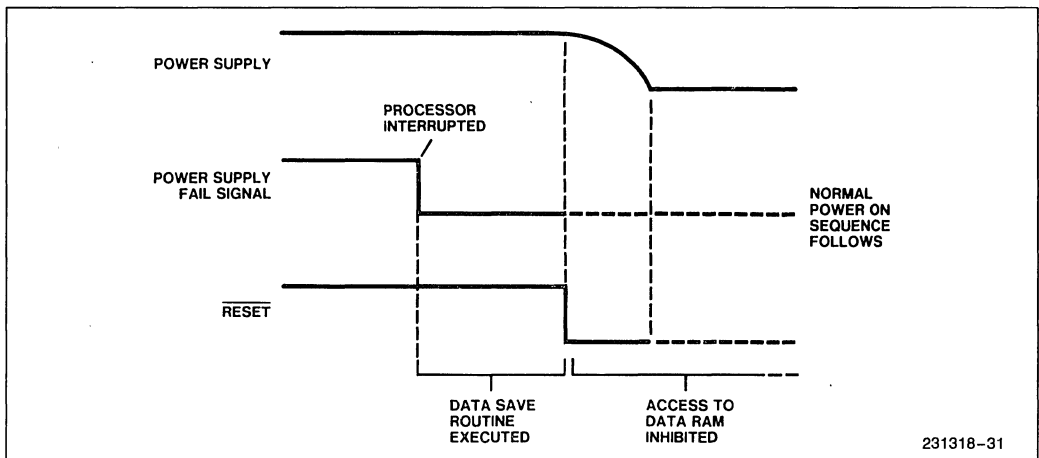 POWER SUPPLY
PROCESSOR
INTERRUPTED
POWER SUPPLY
FAIL SIGNAL
NORMAL
POWER ON
SEQUENCE
FOLLOWS
RESET
DATA SAVE
ROUTINE
EXECUTED
ACCESS TO
DATA RAM
INHIBITED
231318-31